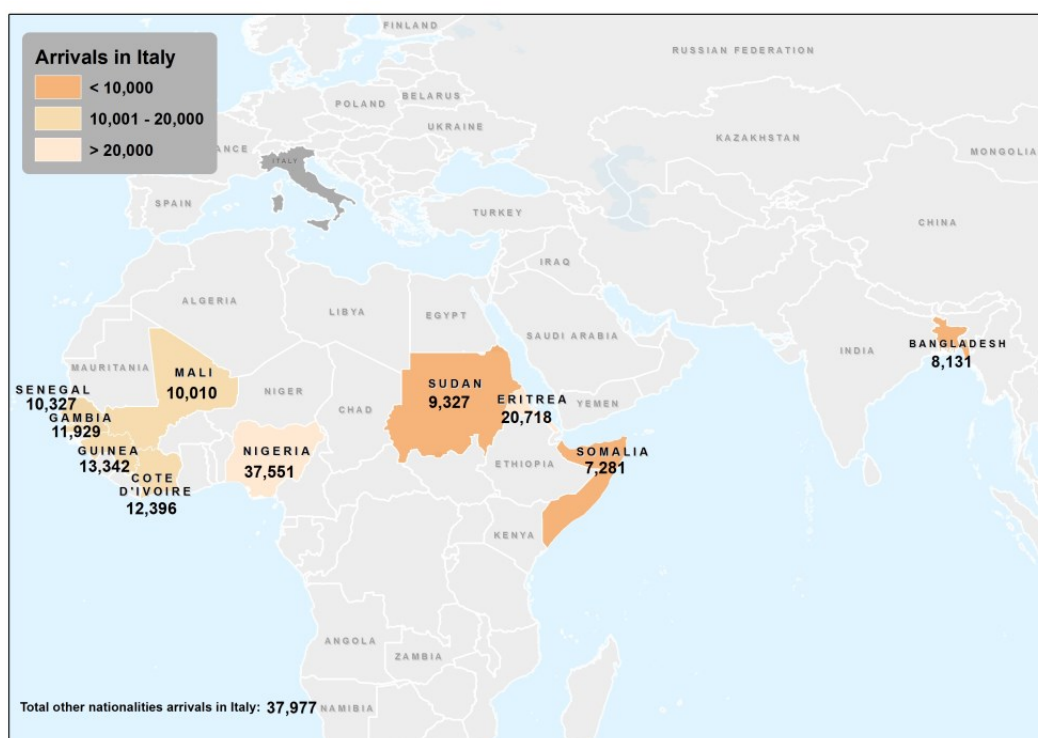 FINLAND
RUSSIAN FEDERATION
Arrivals in Italy
< 10,000
10,001 - 20,000
> 20,000
BELARUS
POLAND
UKRAINE
KAZAKHSTAN
MONGOLIA
ANCE
ITALY
SPAIN
TURKEY
CHINA
IRAQ
ALGERIA
LIBYA
EGYPT
SAUDI ARABIA
BANGLADESH
8,131
INDIA
MAURITANIA
MALI
10,010
NIGER
CHAD
SUDAN
9,327
ERITREA
20,718
YEMEN
SENEGAL
10,327
GAMBIA
11,929
GUINEA
13,342
COTE
D'IVOIRE
12,396
NIGERIA
37,551
ETHIOPIA
SOMALIA
7,281
KENYA
ANGOLA
ZAMBIA
NAMIBIA
Total other nationalities arrivals in Italy: 37,977